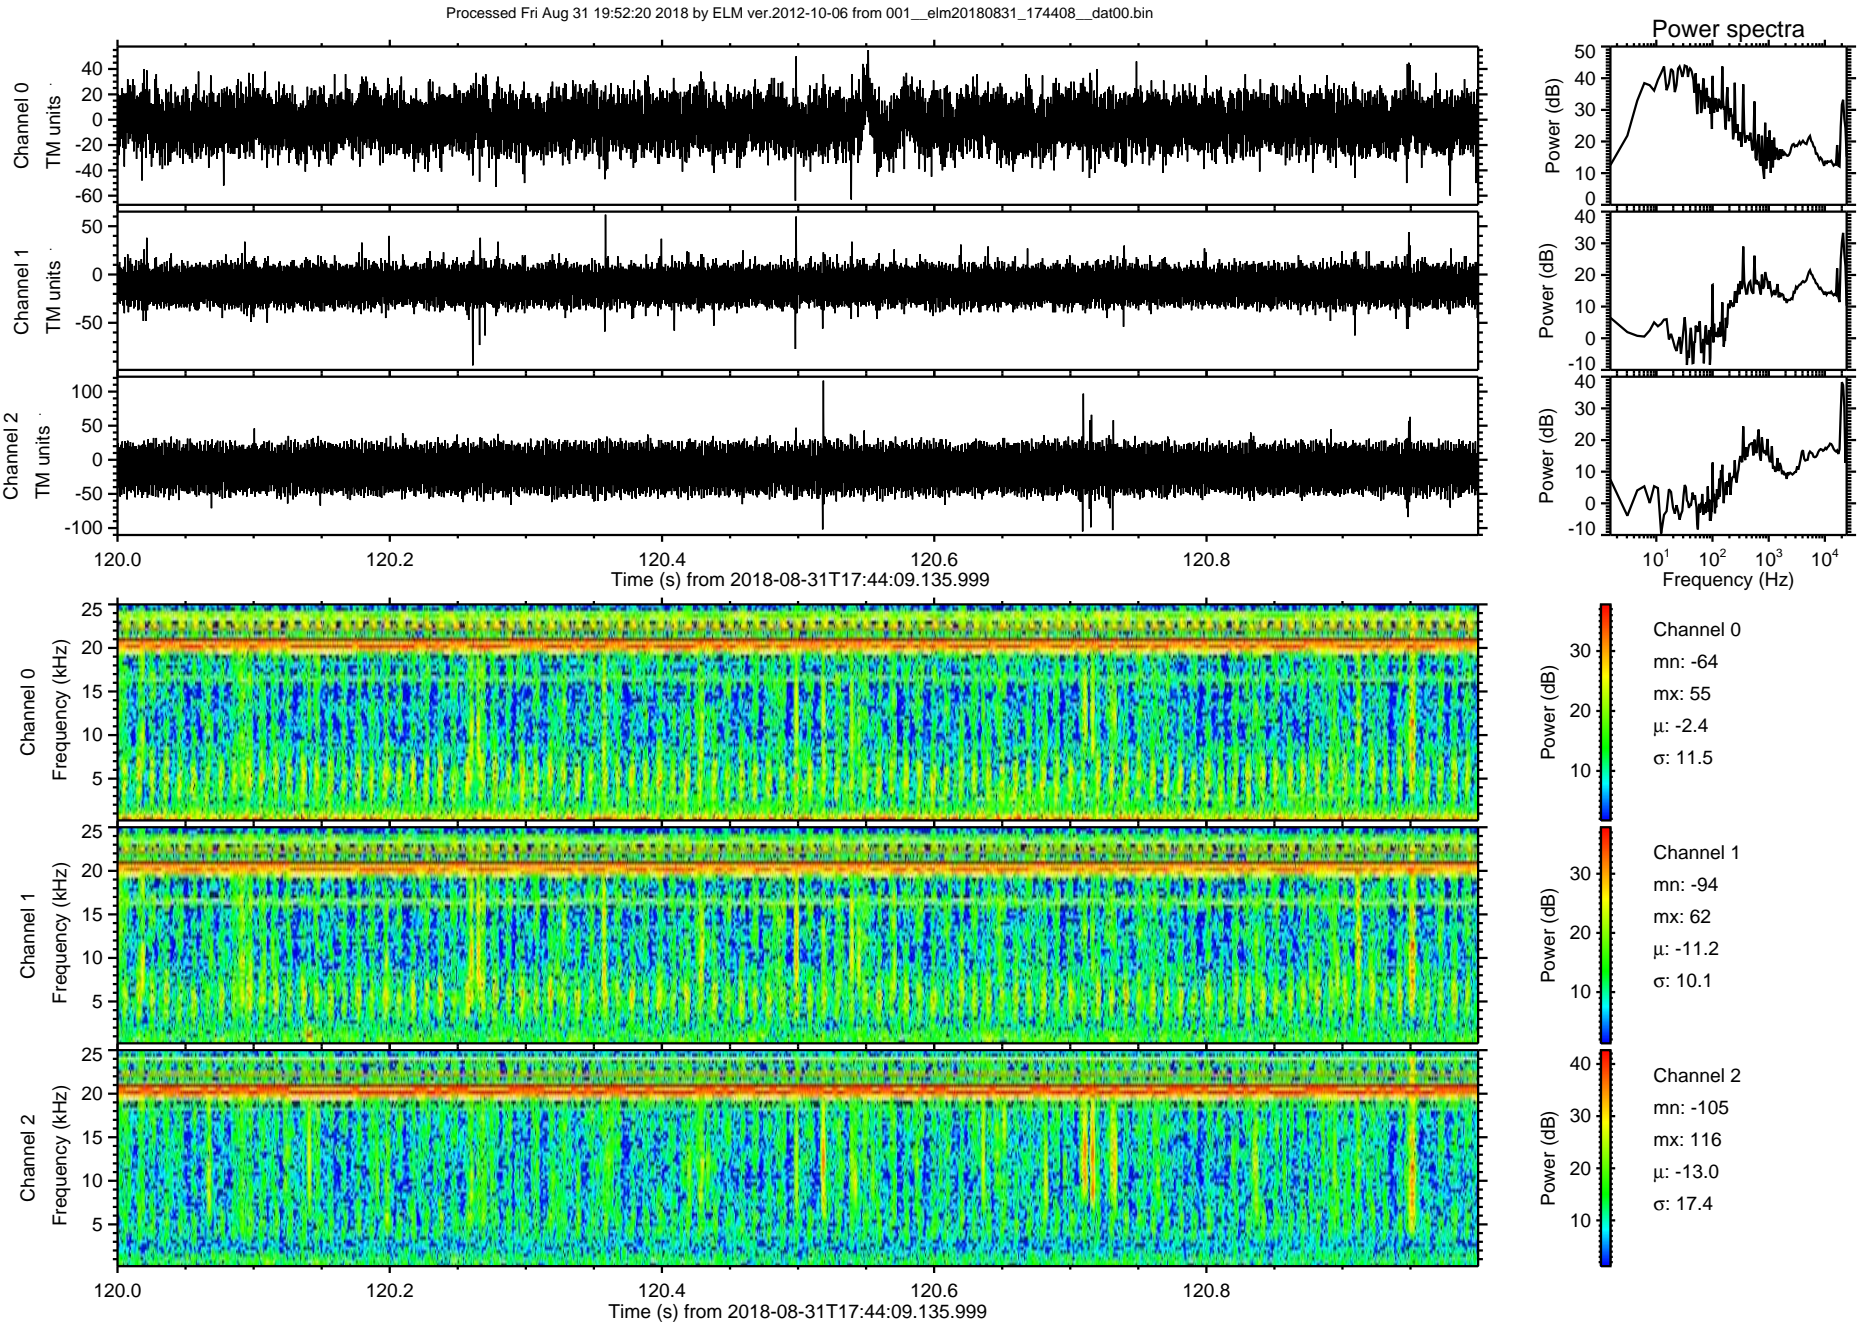 Processed Fri Aug 31 19:52:20 2018 by ELM ver.2012-10-06 from 001__elm20180831_174408__dat00.bin
Power spectra
Channel 0
TM units
40
20
0
-20
-40
-60
Power (dB)
50
40
30
20
10
0
Channel 1
TM units
50
0
-50
Power (dB)
40
30
20
10
0
-10
Channel 2
TM units
100
50
0
-50
-100
Power (dB)
40
30
20
10
0
-10
120.0 120.2 120.4 120.6 120.8
Time (s) from 2018-08-31T17:44:09.135.999
10¹ 10² 10³ 10⁴
Frequency (Hz)
Channel 0
Frequency (kHz)
25
20
15
10
5
Power (dB)
30
20
10
Channel 0
mn: -64
mx: 55
μ: -2.4
σ: 11.5
Channel 1
Frequency (kHz)
25
20
15
10
5
Power (dB)
30
20
10
Channel 1
mn: -94
mx: 62
μ: -11.2
σ: 10.1
Channel 2
Frequency (kHz)
25
20
15
10
5
Power (dB)
40
30
20
10
Channel 2
mn: -105
mx: 116
μ: -13.0
σ: 17.4
120.0 120.2 120.4 120.6 120.8
Time (s) from 2018-08-31T17:44:09.135.999